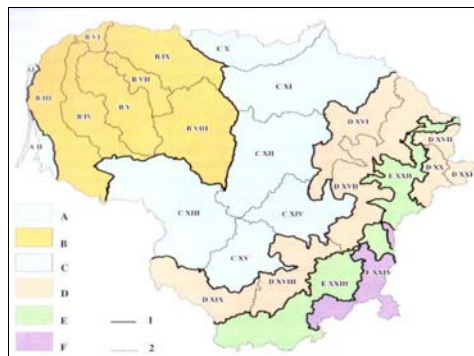 B VI
B IX
C X
B VII
C XI
B III
B V
B IV
D XVI
B VIII
D XVII
A II
C XII
E XXII
D XX
D XXI
D XVII
C XIII
C XIV
C XV
A
B
C
D
E
F
D XVIII
F XXIV
E XXIII
D XIX
1
2